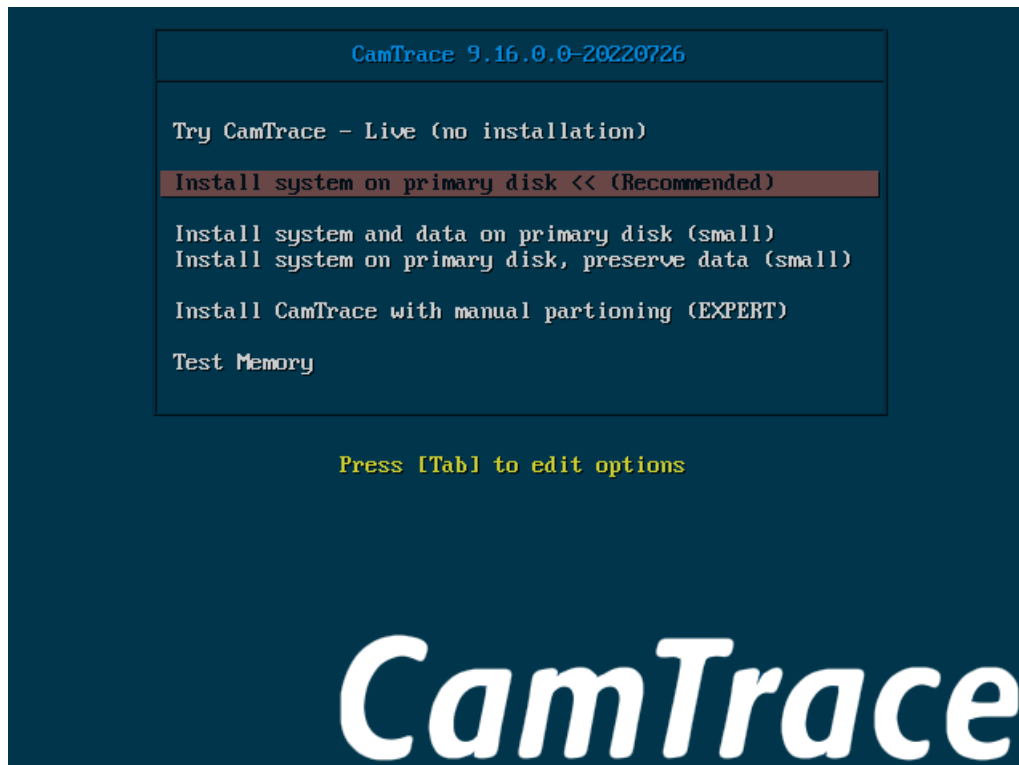 CamTrace 9.16.0.0-20220726
Try CamTrace - Live (no installation)
Install system on primary disk << (Recommended)
Install system and data on primary disk (small)
Install system on primary disk, preserve data (small)
Install CamTrace with manual partioning (EXPERT)
Test Memory
Press [Tab] to edit options
CamTrace